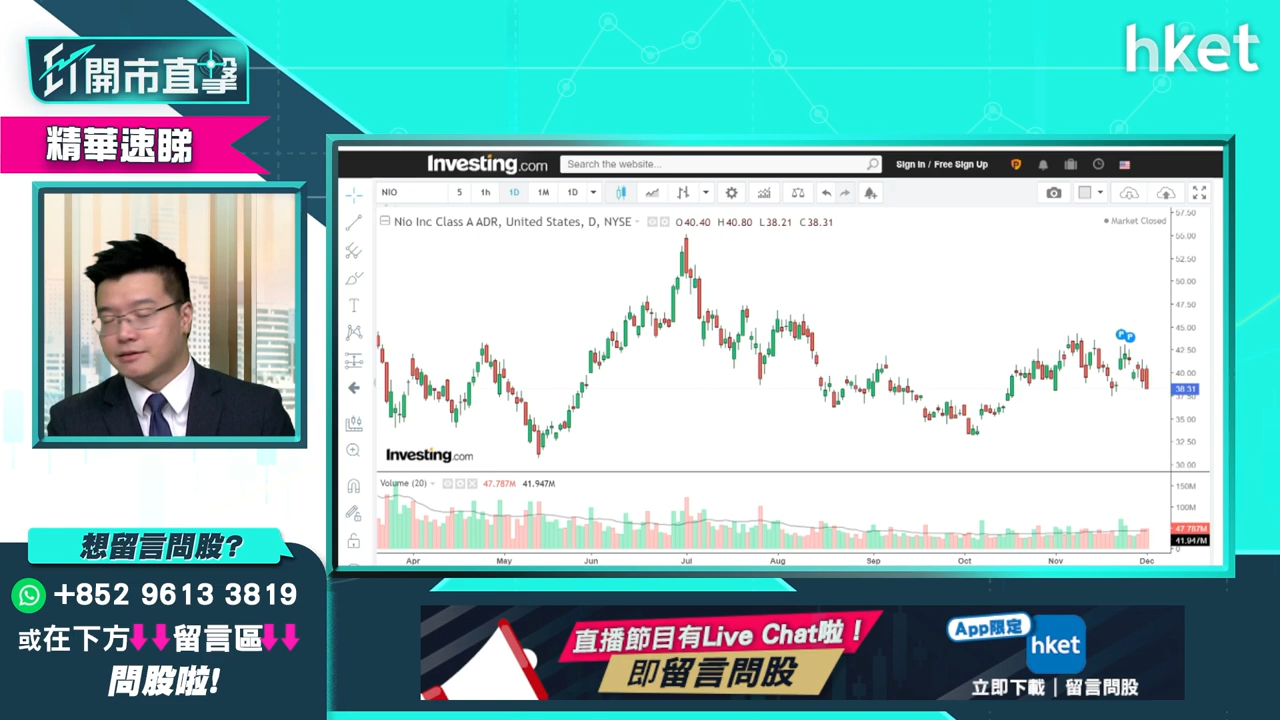 hket
ET開市直擊
精華速睇
Investing.com
Search the website...
Sign In / Free Sign Up
NIO
5
1h
1D
1M
1D
Nio Inc Class A ADR, United States, D, NYSE
O40.40 H40.80 L38.21 C38.31
Market Closed
57.50
55.00
52.50
50.00
47.50
45.00
42.50
40.00
38.31
37.50
35.00
32.50
30.00
P P
Investing.com
Volume (20)
47.787M 41.947M
150M
100M
47.787M
41.947M
0
Apr May Jun Jul Aug Sep Oct Nov Dec
想留言問股?
+852 9613 3819
或在下方留言區
問股啦!
直播節目有Live Chat啦!
即留言問股
App限定
hket
立即下載|留言問股